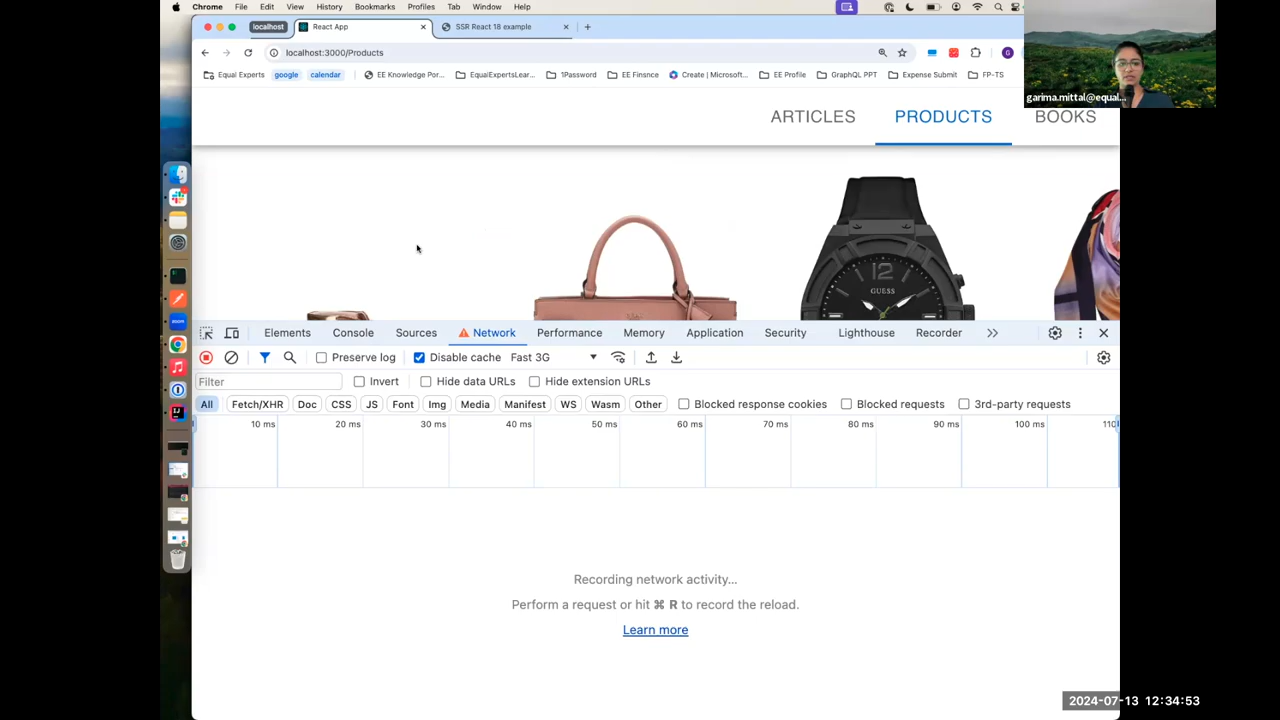 Chrome File Edit View History Bookmarks Profiles Tab Window Help
localhost React App SSR React 18 example
localhost:3000/Products
Equal Experts google calendar EE Knowledge Por... EqualExpertsLear... 1Password EE Finsnce Create | Microsoft... EE Profile GraphQL PPT Expense Submit FP-TS
garima.mittal@equal...
ARTICLES PRODUCTS BOOKS
12
GUESS
Elements Console Sources Network Performance Memory Application Security Lighthouse Recorder
Preserve log Disable cache Fast 3G
Filter Invert Hide data URLs Hide extension URLs
All Fetch/XHR Doc CSS JS Font Img Media Manifest WS Wasm Other Blocked response cookies Blocked requests 3rd-party requests
10 ms 20 ms 30 ms 40 ms 50 ms 60 ms 70 ms 80 ms 90 ms 100 ms 110
Recording network activity...
Perform a request or hit ⌘ R to record the reload.
Learn more
2024-07-13 12:34:53